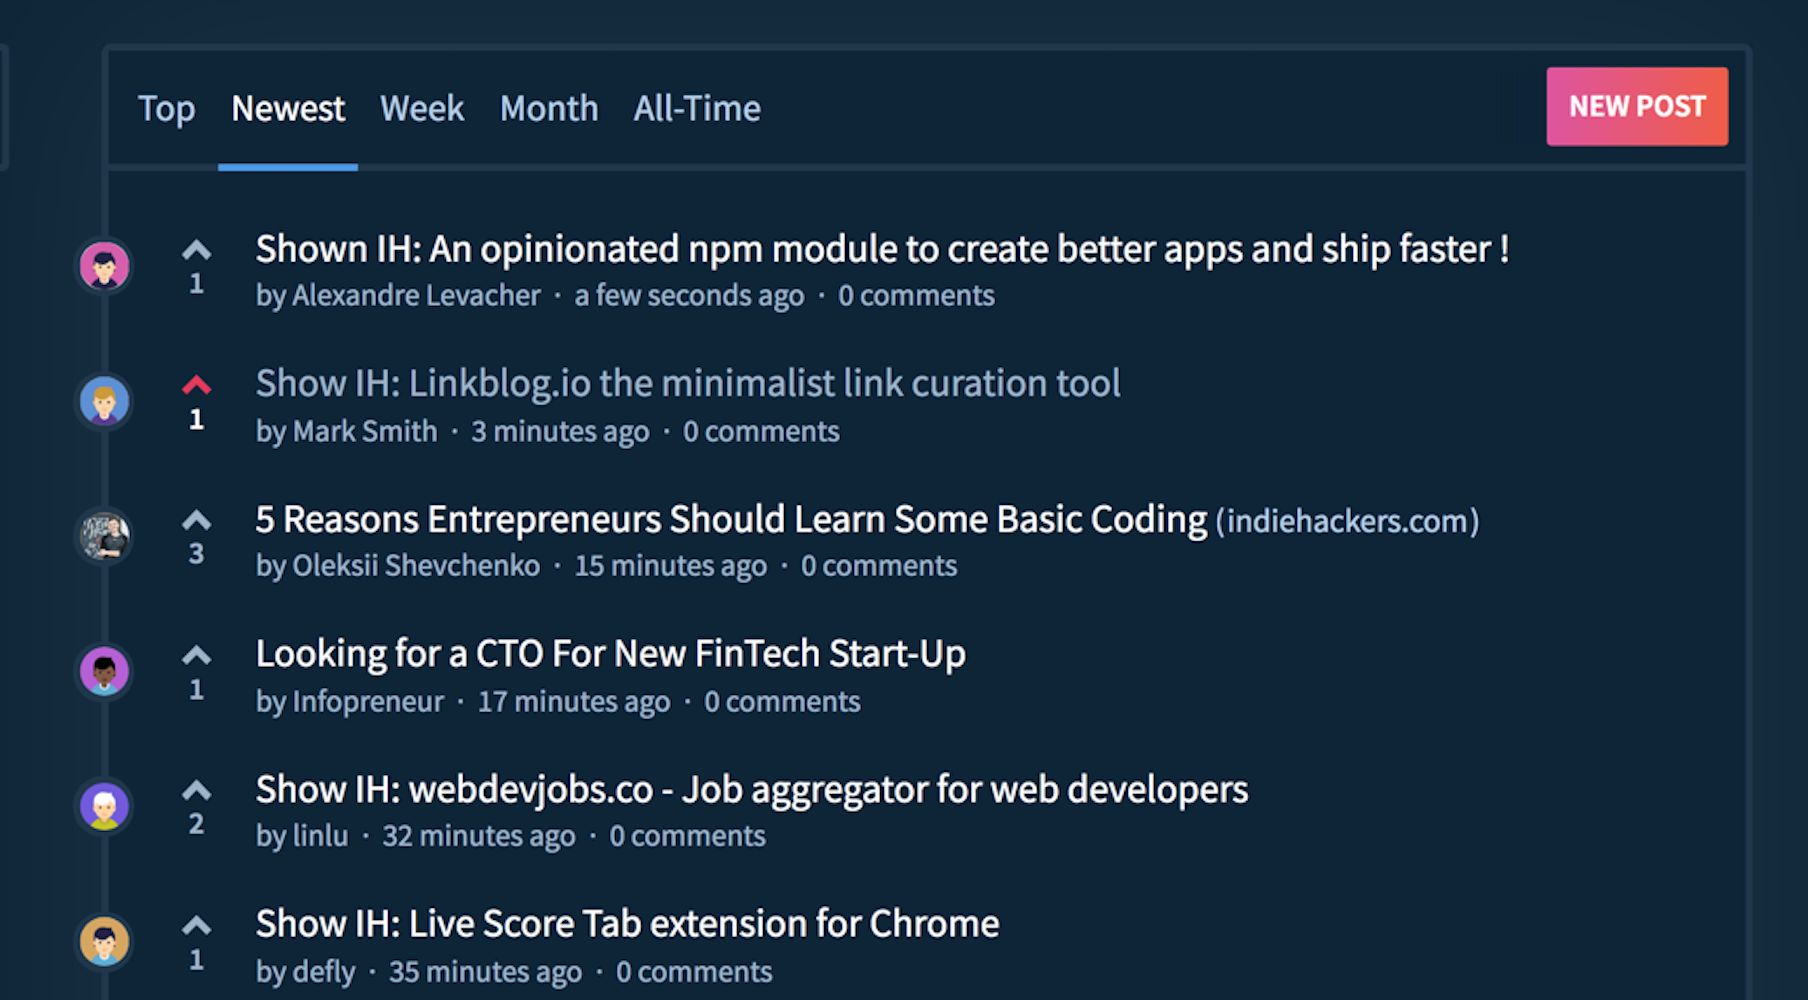 Top Newest Week Month All-Time NEW POST
Shown IH: An opinionated npm module to create better apps and ship faster !
1
by Alexandre Levacher · a few seconds ago · 0 comments
Show IH: Linkblog.io the minimalist link curation tool
1
by Mark Smith · 3 minutes ago · 0 comments
5 Reasons Entrepreneurs Should Learn Some Basic Coding (indiehackers.com)
3
by Oleksii Shevchenko · 15 minutes ago · 0 comments
Looking for a CTO For New FinTech Start-Up
1
by Infopreneur · 17 minutes ago · 0 comments
Show IH: webdevjobs.co - Job aggregator for web developers
2
by linlu · 32 minutes ago · 0 comments
Show IH: Live Score Tab extension for Chrome
1
by defly · 35 minutes ago · 0 comments